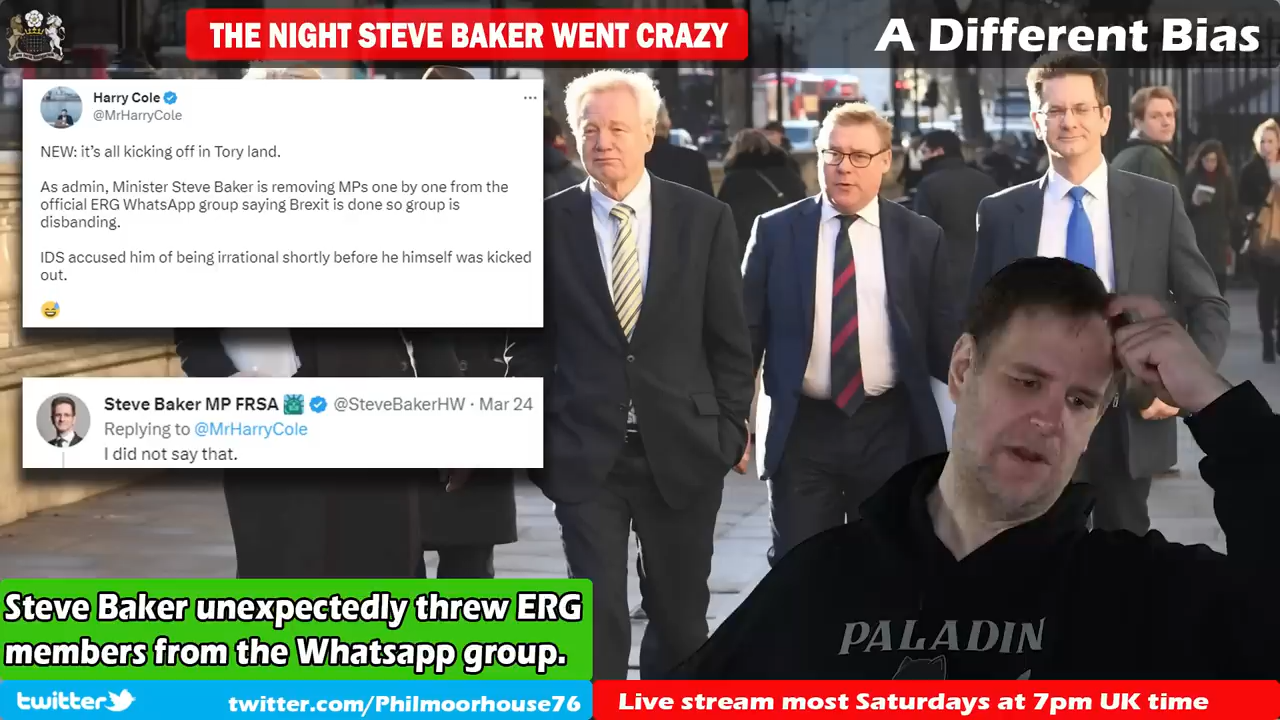 THE NIGHT STEVE BAKER WENT CRAZY
A Different Bias
Harry Cole
@MrHarryCole
NEW: it's all kicking off in Tory land.
As admin, Minister Steve Baker is removing MPs one by one from the
official ERG WhatsApp group saying Brexit is done so group is
disbanding.
IDS accused him of being irrational shortly before he himself was kicked
out.
Steve Baker MP FRSA @SteveBakerHW · Mar 24
Replying to @MrHarryCole
I did not say that.
PALADIN
Steve Baker unexpectedly threw ERG
members from the Whatsapp group.
twitter twitter.com/Philmoorhouse76
Live stream most Saturdays at 7pm UK time